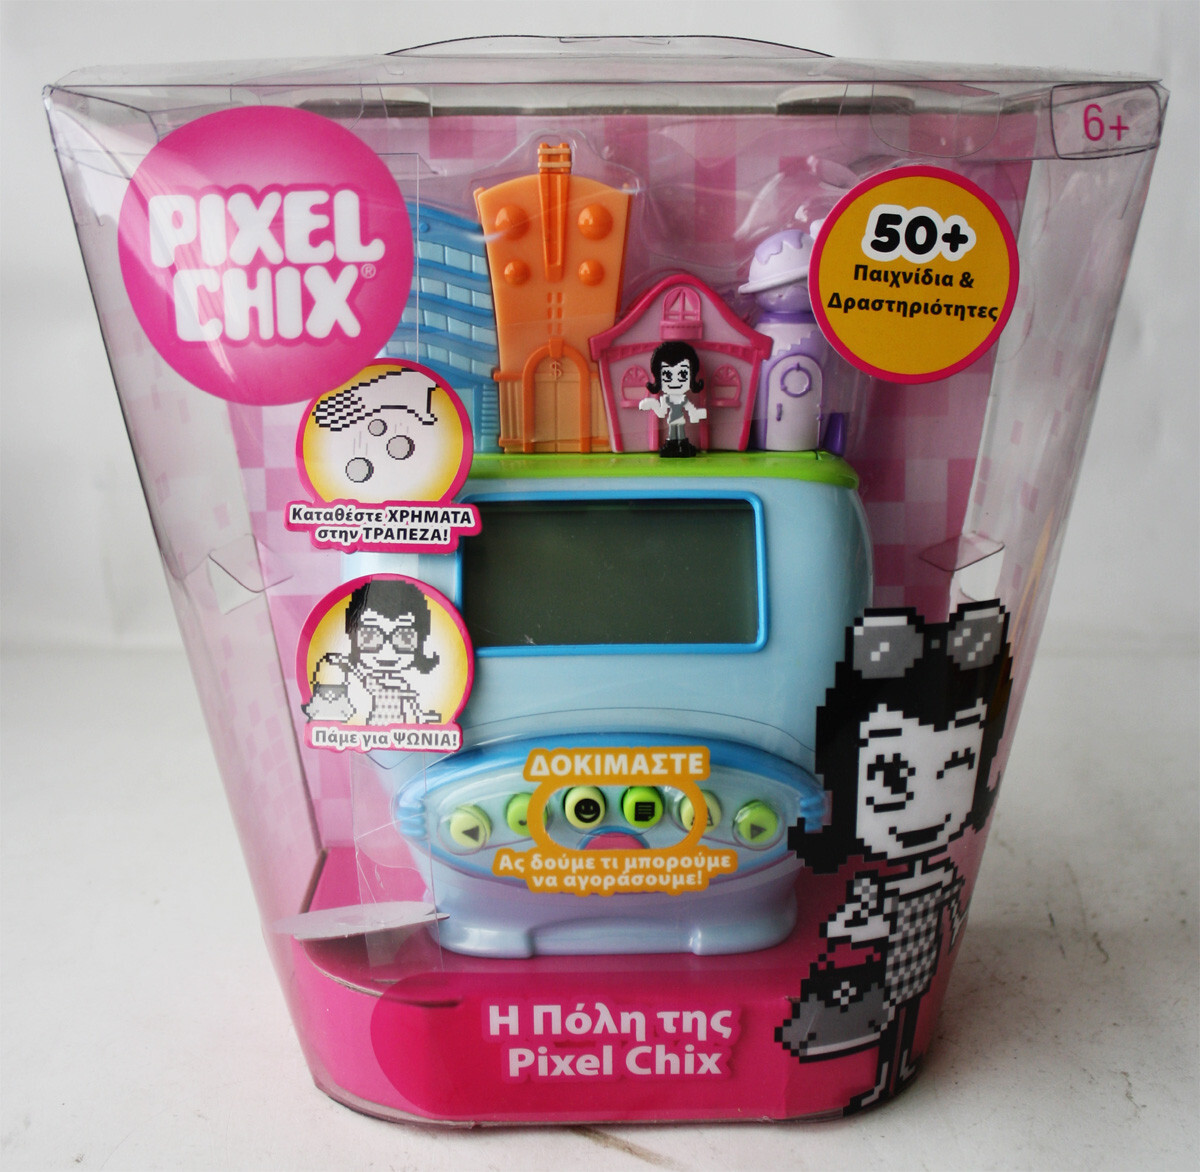 6+
PIXEL
CHIX®
50+
Παιχνίδια &
Δραστηριότητες
$
Καταθέστε ΧΡΗΜΑΤΑ
στην ΤΡΑΠΕΖΑ!
Πάμε για ΨΩΝΙΑ!
ΔΟΚΙΜΑΣΤΕ
Ας δούμε τι μπορούμε
να αγοράσουμε!
Η Πόλη της
Pixel Chix